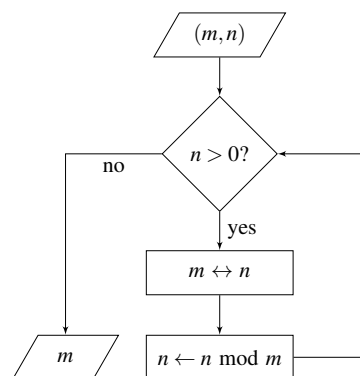 (m, n)
n > 0?
no
yes
m ↔ n
m
n ← n mod m